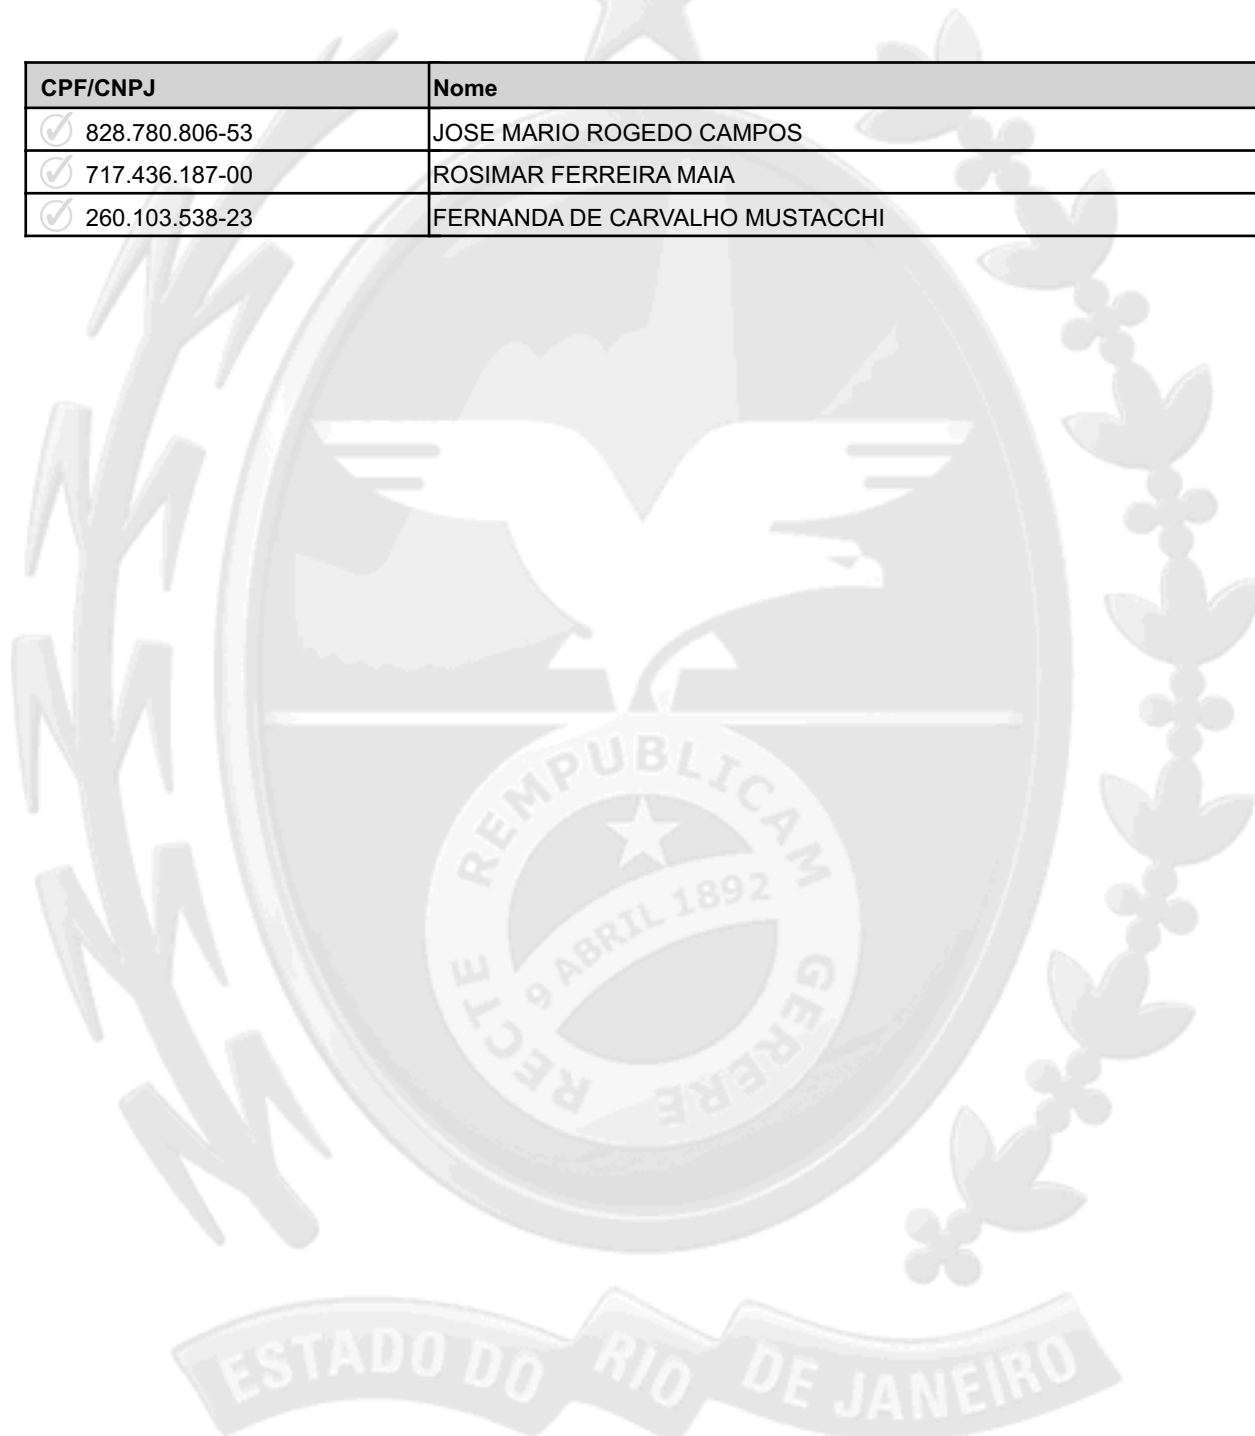 CPF/CNPJ Nome
828.780.806-53 JOSE MARIO ROGEDO CAMPOS
717.436.187-00 ROSIMAR FERREIRA MAIA
260.103.538-23 FERNANDA DE CARVALHO MUSTACCHI
RECTE REMPUBLICAM GERERE
9 ABRIL 1892
ESTADO DO RIO DE JANEIRO